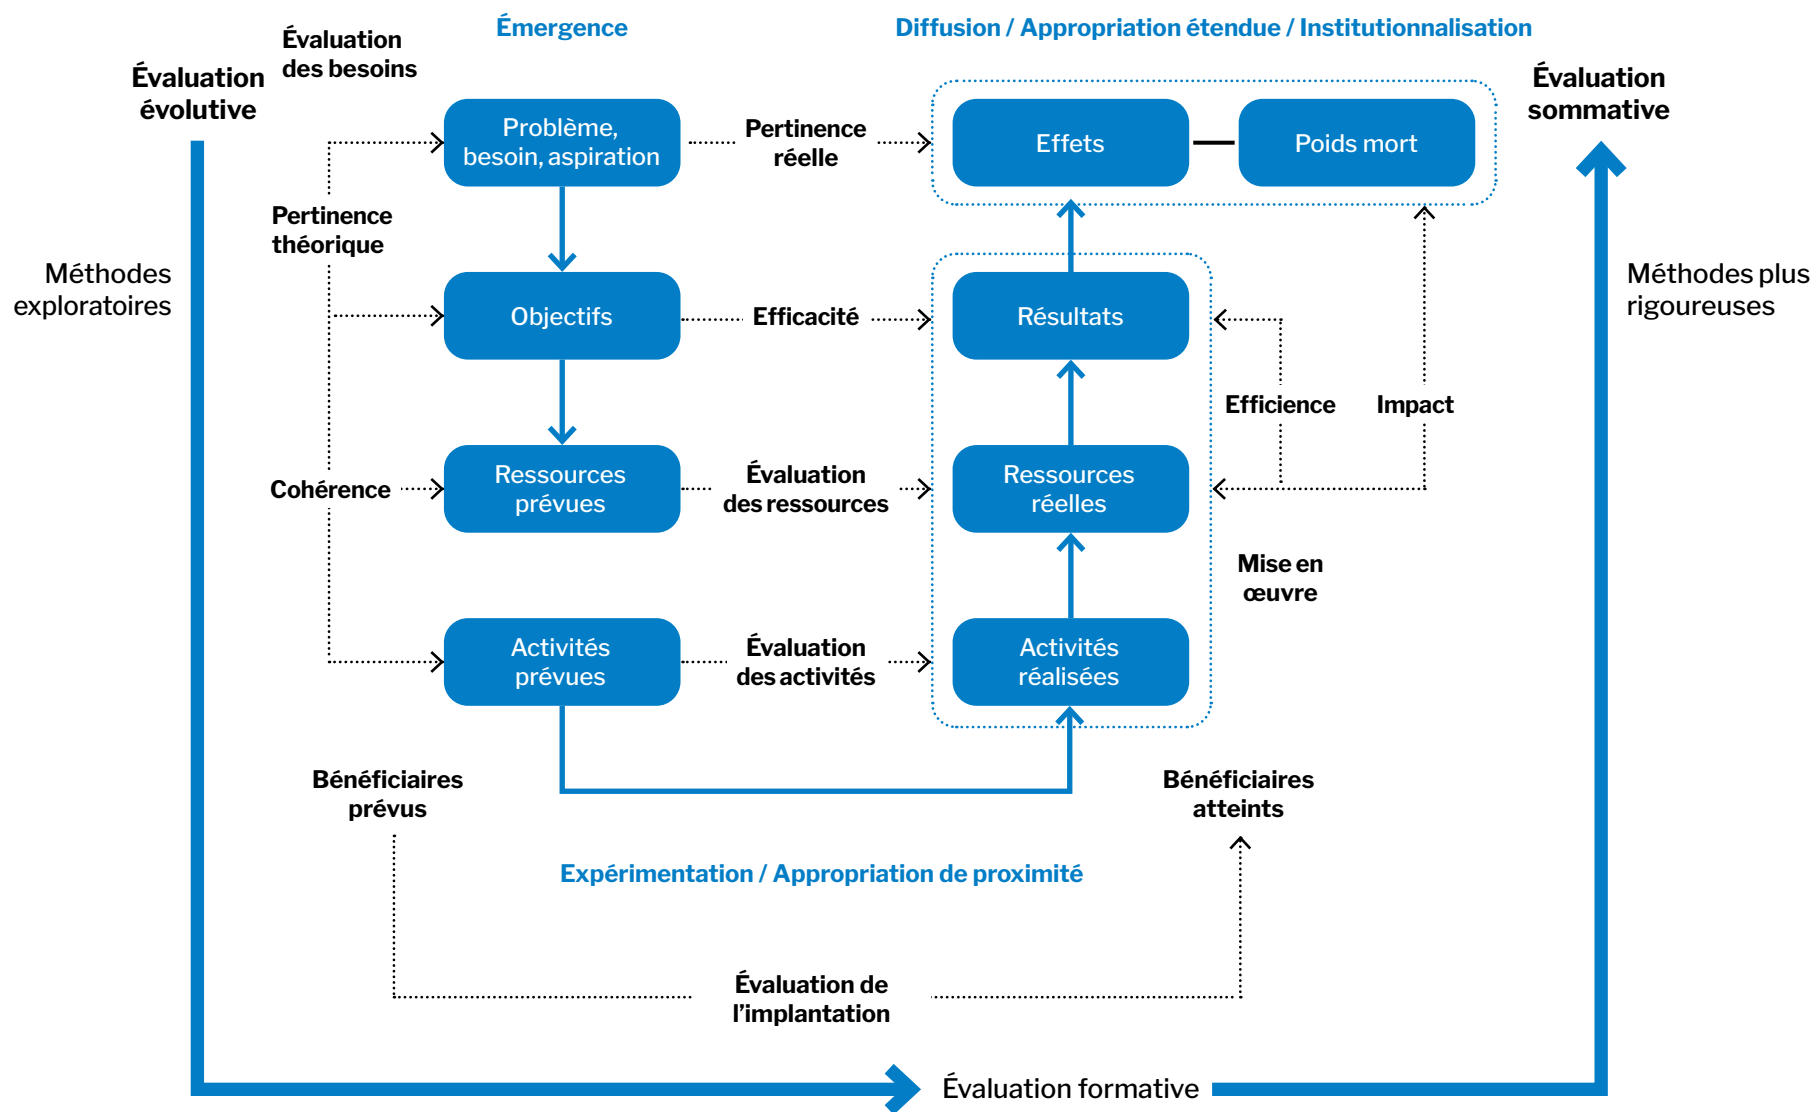 Émergence
Diffusion / Appropriation étendue / Institutionnalisation
Évaluation
des besoins
Évaluation
évolutive
Évaluation
sommative
Problème,
besoin, aspiration
Pertinence
réelle
Effets
Poids mort
Pertinence
théorique
Méthodes
exploratoires
Méthodes plus
rigoureuses
Objectifs
Efficacité
Résultats
Efficience
Impact
Cohérence
Ressources
prévues
Évaluation
des ressources
Ressources
réelles
Mise en
œuvre
Activités
prévues
Évaluation
des activités
Activités
réalisées
Bénéficiaires
prévus
Bénéficiaires
atteints
Expérimentation / Appropriation de proximité
Évaluation de
l’implantation
Évaluation formative